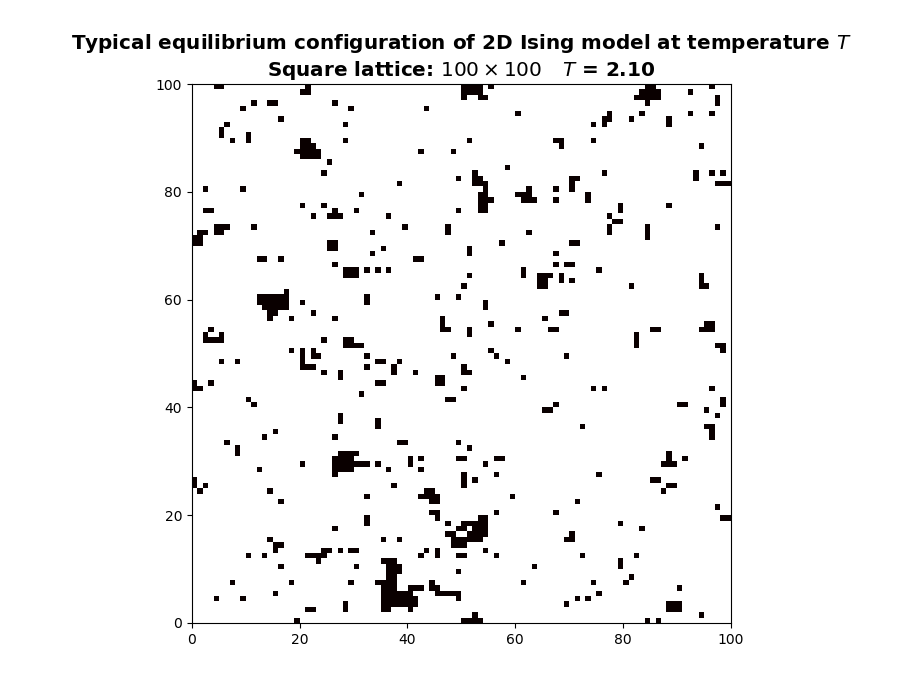 Typical equilibrium configuration of 2D Ising model at temperature T
Square lattice: 100 × 100 T = 2.10
100
80
60
40
20
0
0 20 40 60 80 100